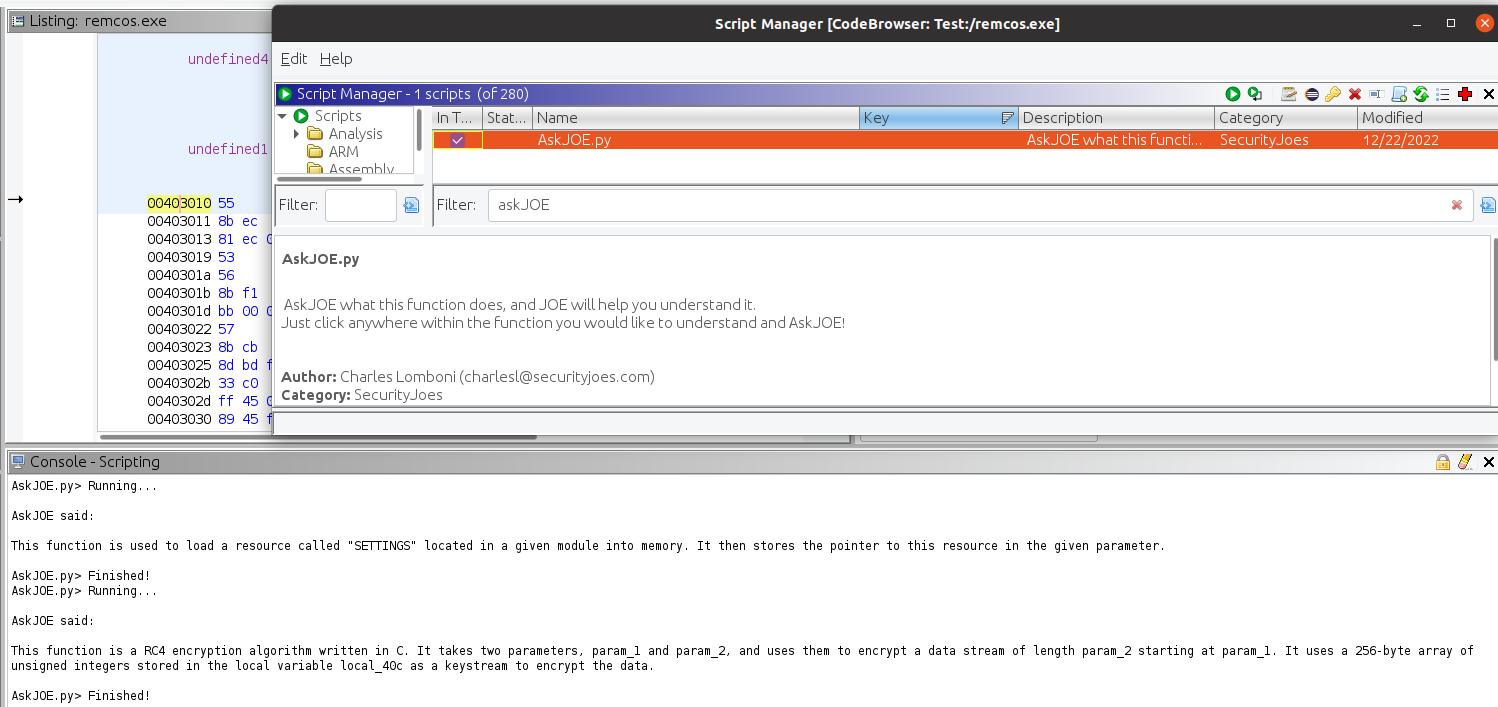 Listing: remcos.exe
Script Manager [CodeBrowser: Test:/remcos.exe]
Edit Help
Script Manager - 1 scripts (of 280)
Scripts
Analysis
ARM
Assembly
In T... Stat... Name Key Description Category Modified
AskJOE.py AskJOE what this functi... SecurityJoes 12/22/2022
Filter:
Filter: askJOE
AskJOE.py
AskJOE what this function does, and JOE will help you understand it.
Just click anywhere within the function you would like to understand and AskJOE!
Author: Charles Lomboni (charlesl@securityjoes.com)
Category: SecurityJoes
undefined4
undefined1
00403010 55
00403011 8b ec
00403013 81 ec
00403019 53
0040301a 56
0040301b 8b f1
0040301d bb 00
00403022 57
00403023 8b cb
00403025 8d bd
0040302b 33 c0
0040302d ff 45
00403030 89 45
Console - Scripting
AskJOE.py> Running...
AskJOE said:
This function is used to load a resource called "SETTINGS" located in a given module into memory. It then stores the pointer to this resource in the given parameter.
AskJOE.py> Finished!
AskJOE.py> Running...
AskJOE said:
This function is a RC4 encryption algorithm written in C. It takes two parameters, param_1 and param_2, and uses them to encrypt a data stream of length param_2 starting at param_1. It uses a 256-byte array of
unsigned integers stored in the local variable local_40c as a keystream to encrypt the data.
AskJOE.py> Finished!